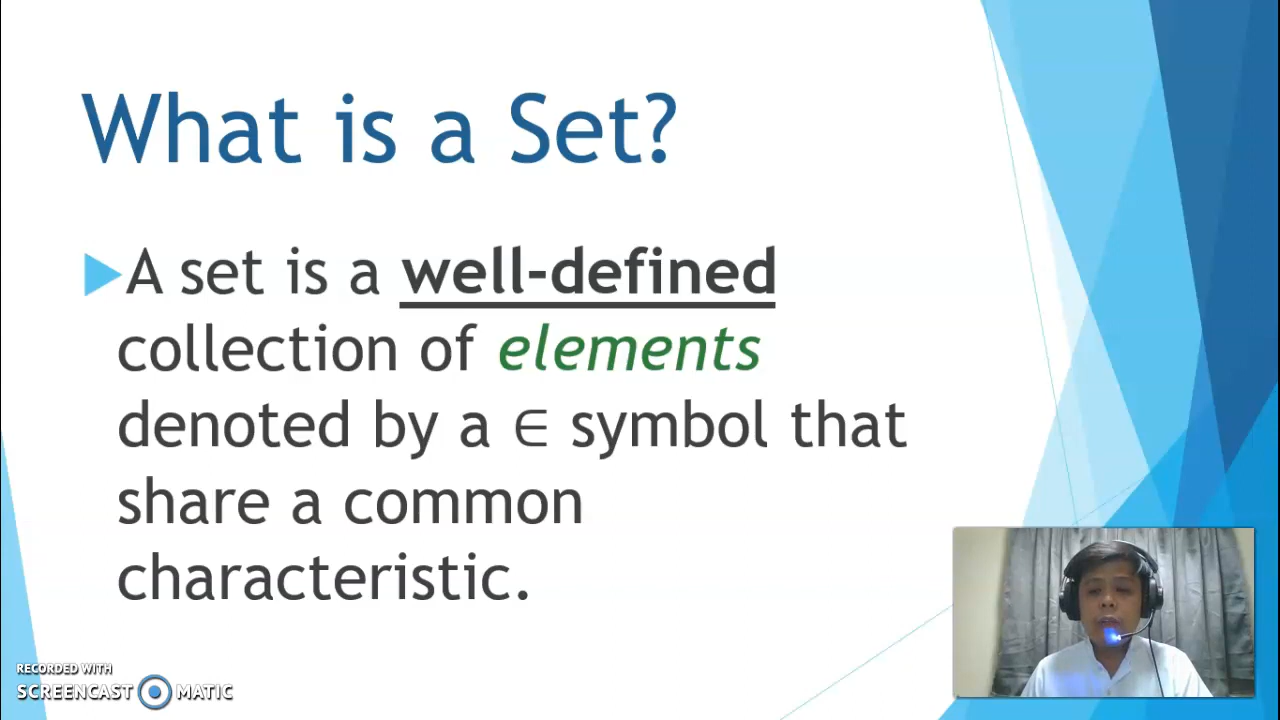 What is a Set?
A set is a well-defined
collection of elements
denoted by a ∈ symbol that
share a common
characteristic.
RECORDED WITH
SCREENCAST MATIC